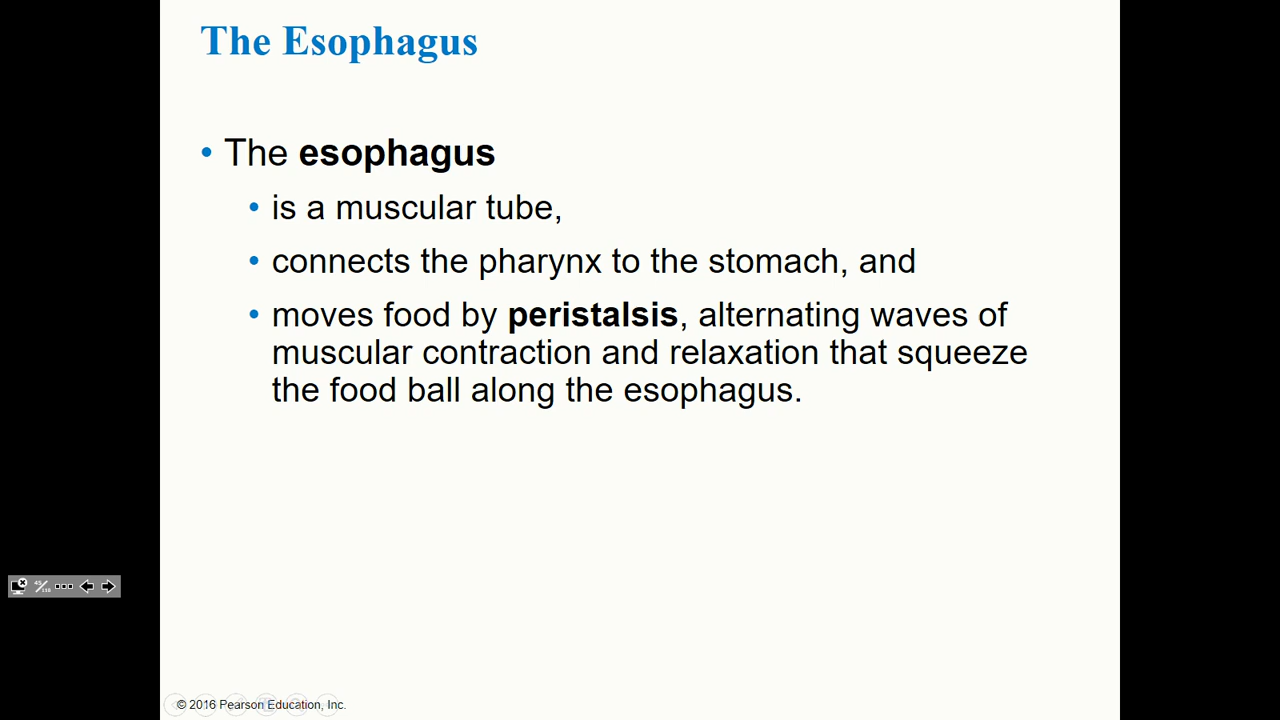 The Esophagus
• The esophagus
• is a muscular tube,
• connects the pharynx to the stomach, and
• moves food by peristalsis, alternating waves of
muscular contraction and relaxation that squeeze
the food ball along the esophagus.
© 2016 Pearson Education, Inc.